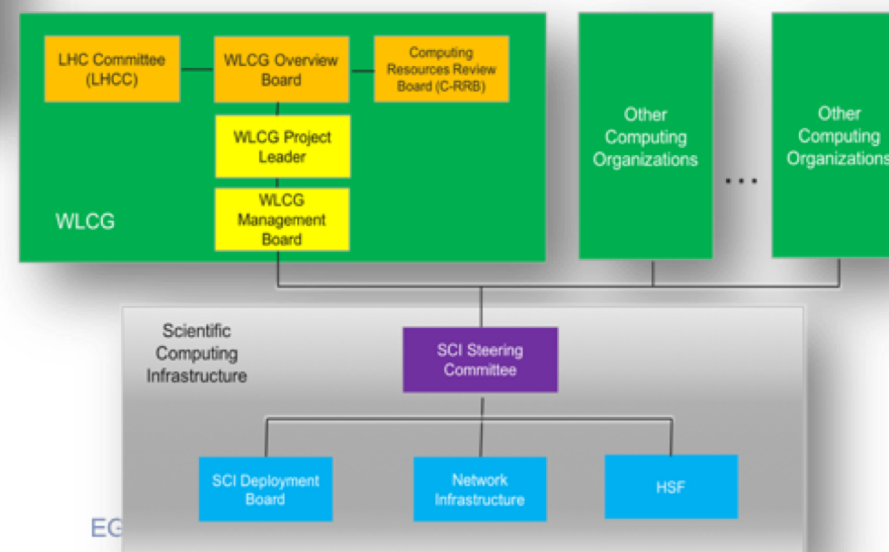 LHC Committee
(LHCC)
WLCG Overview
Board
Computing
Resources Review
Board (C-RRB)
WLCG Project
Leader
WLCG
Management
Board
WLCG
Other
Computing
Organizations
...
Other
Computing
Organizations
Scientific
Computing
Infrastructure
SCI Steering
Committee
SCI Deployment
Board
Network
Infrastructure
HSF
EG